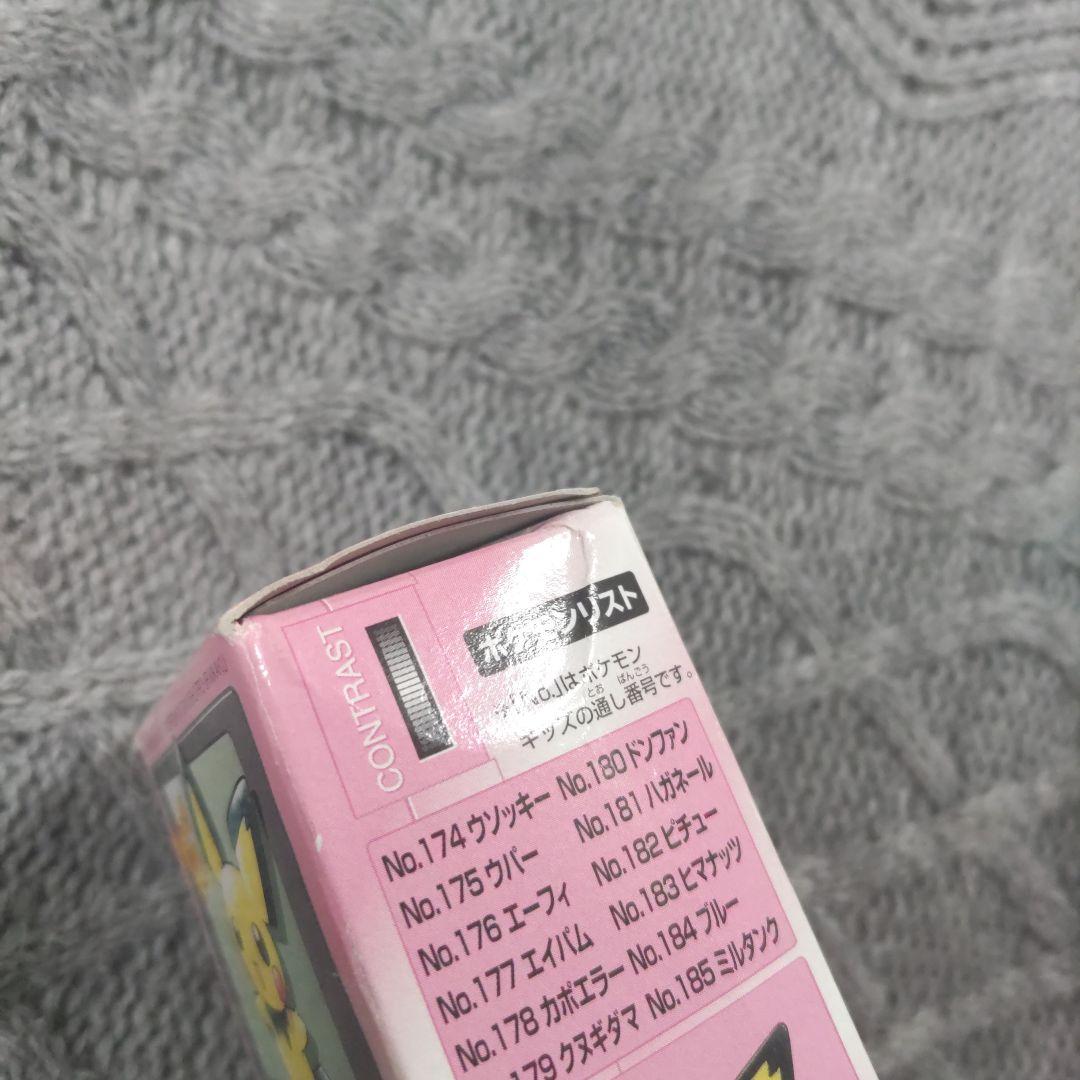 CONTRAST
ポケモンリスト
※「No.」はポケモン
キッズの通し番号です。
とお ばんごう
No.174 ウソッキー No.180 ドンファン
No.175 ウパー No.181 ハガネール
No.176 エーフィ No.182 ピチュー
No.177 エイパム No.183 ヒマナッツ
No.178 カポエラー No.184 ブルー
179 クヌギダマ No.185 ミルタンク